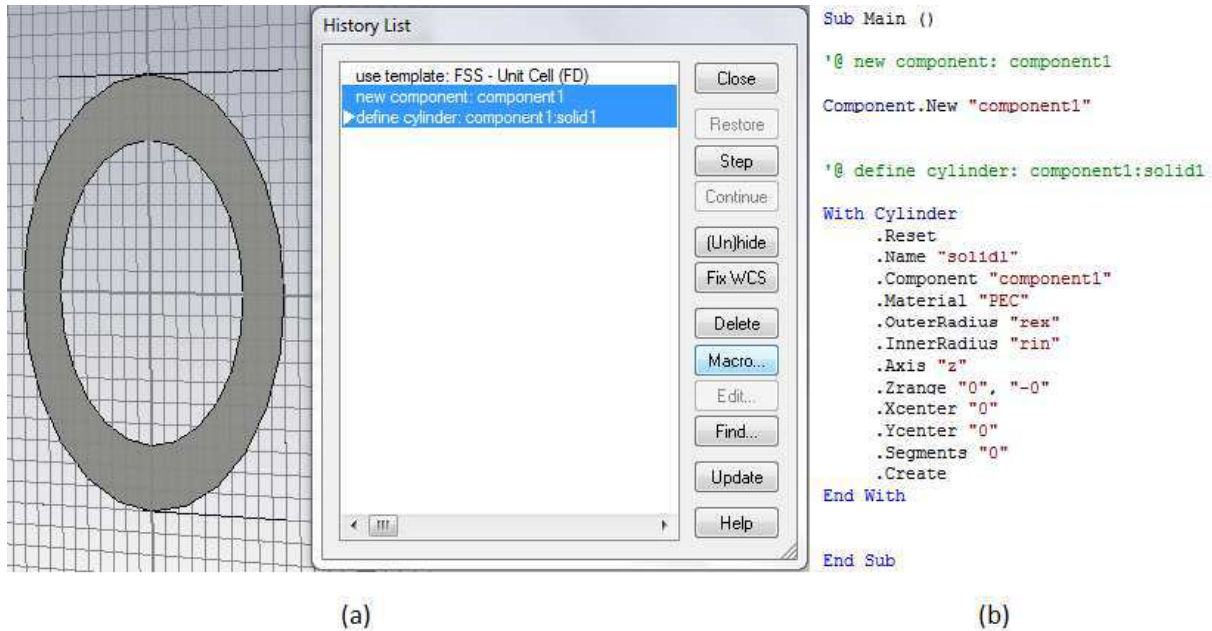 History List
use template: FSS - Unit Cell (FD)
new component: component1
define cylinder: component1:solid1
Close
Restore
Step
Continue
(Un)hide
Fix WCS
Delete
Macro...
Edit...
Find...
Update
Help
(a)
Sub Main ()
'@ new component: component1
Component.New "component1"
'@ define cylinder: component1:solid1
With Cylinder
.Reset
.Name "solid1"
.Component "component1"
.Material "PEC"
.OuterRadius "rex"
.InnerRadius "rin"
.Axis "z"
.Zrange "0", "-0"
.Xcenter "0"
.Ycenter "0"
.Segments "0"
.Create
End With
End Sub
(b)